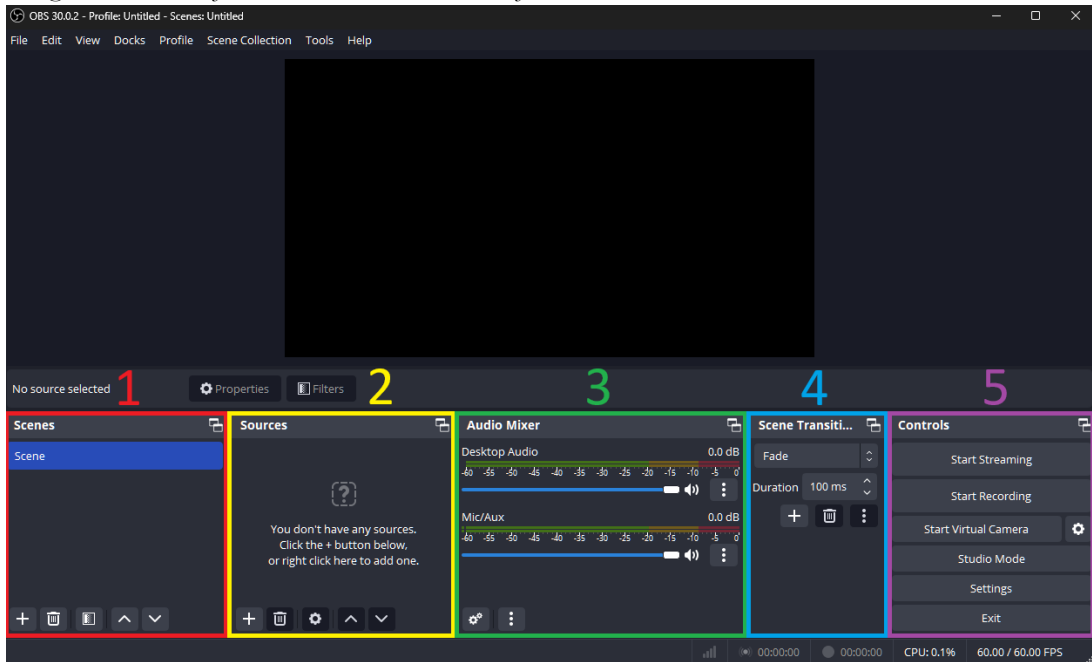 OBS 30.0.2 - Profile: Untitled - Scenes: Untitled
File Edit View Docks Profile Scene Collection Tools Help
No source selected
Properties
Filters
1
2
3
4
5
Scenes
Scene
Sources
You don't have any sources.
Click the + button below,
or right click here to add one.
Audio Mixer
Desktop Audio 0.0 dB
-60 -55 -50 -45 -40 -35 -30 -25 -20 -15 -10 -5 0
Mic/Aux 0.0 dB
-60 -55 -50 -45 -40 -35 -30 -25 -20 -15 -10 -5 0
Scene Transiti...
Fade
Duration 100 ms
Controls
Start Streaming
Start Recording
Start Virtual Camera
Studio Mode
Settings
Exit
00:00:00 00:00:00 CPU: 0.1% 60.00 / 60.00 FPS